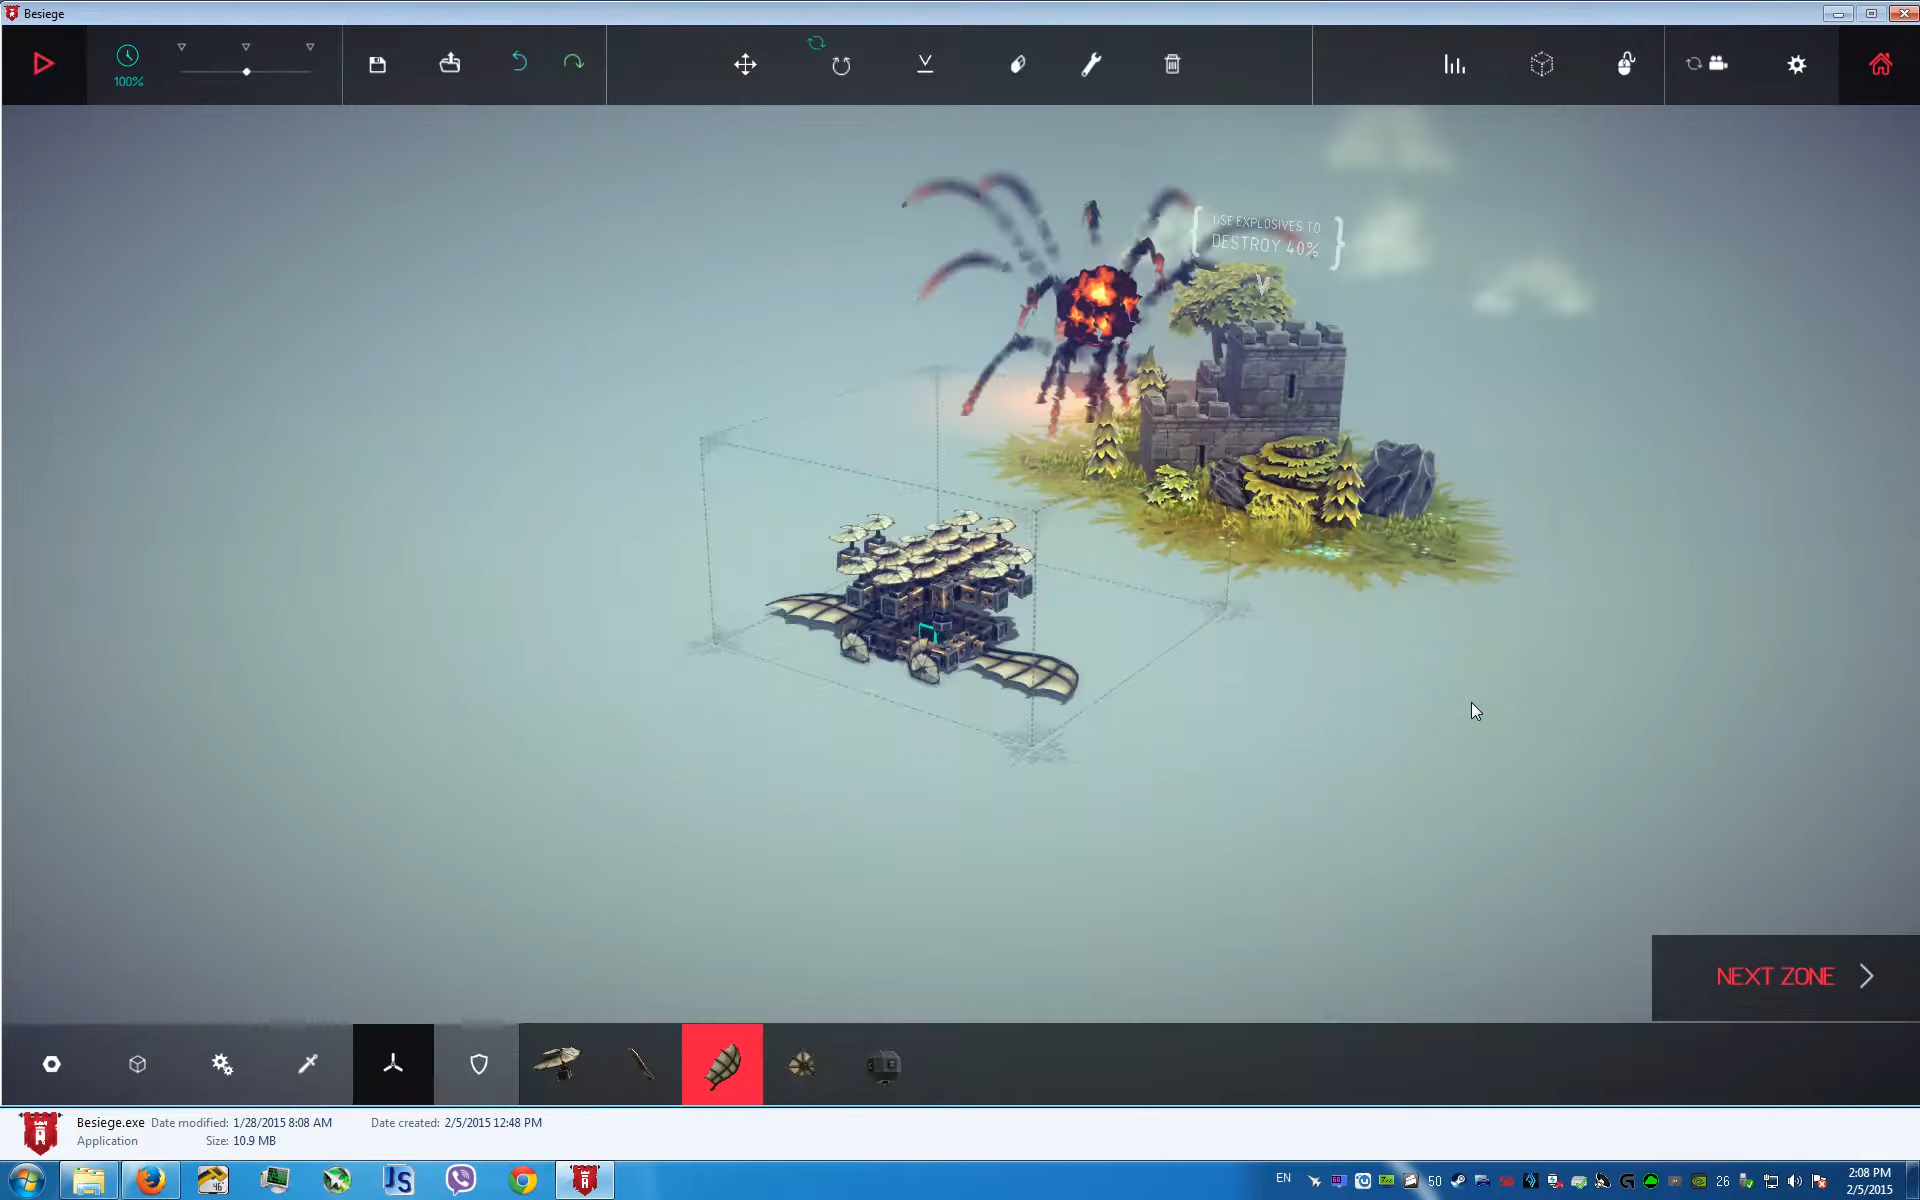 Besiege
100%
USE EXPLOSIVES TO
DESTROY 40%
NEXT ZONE
Besiege.exe Date modified: 1/28/2015 8:08 AM Date created: 2/5/2015 12:48 PM
Application Size: 10.9 MB
46
JS
EN
50
50
26
2:08 PM
2/5/2015